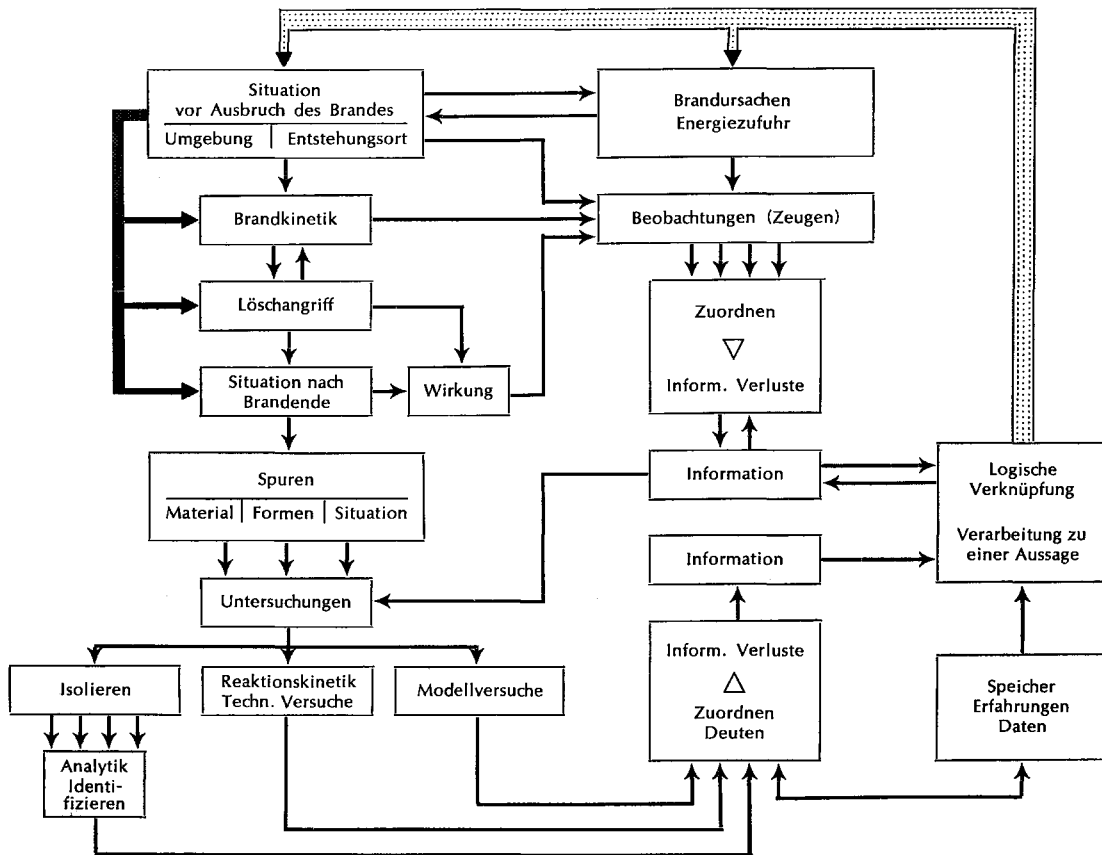 Situation
vor Ausbruch des Brandes
Umgebung | Entstehungsort
Brandursachen
Energiezufuhr
Brandkinetik
Beobachtungen (Zeugen)
Löschangriff
Zuordnen
Inform. Verluste
Situation nach
Brandende
Wirkung
Spuren
Material | Formen | Situation
Information
Logische
Verknüpfung
Verarbeitung zu
einer Aussage
Information
Untersuchungen
Inform. Verluste
Zuordnen
Deuten
Isolieren
Reaktionskinetik
Techn. Versuche
Modellversuche
Speicher
Erfahrungen
Daten
Analytik
Identi-
fizieren